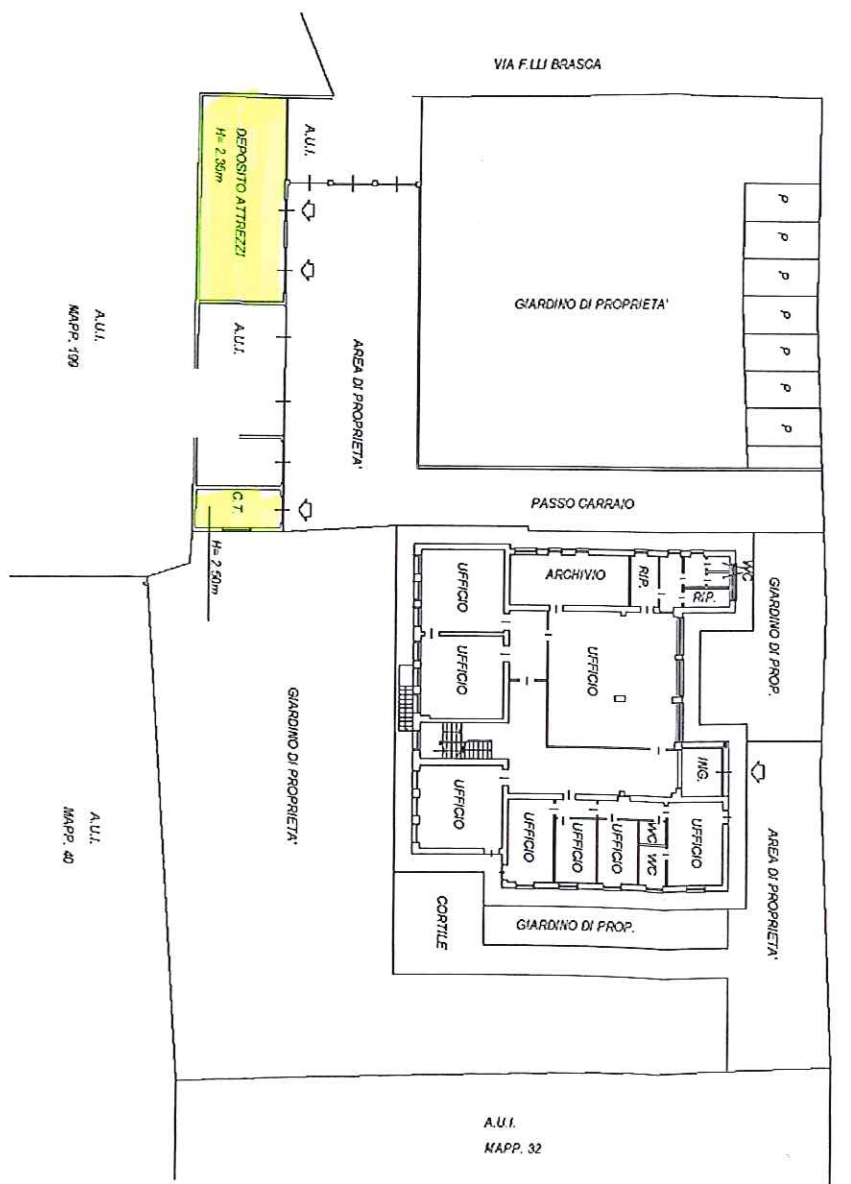 VIA F.LLI BRASCA
A.U.I.
DEPOSITO ATTREZZI
H= 2.35m
P
P
P
P
P
P
P
GIARDINO DI PROPRIETA'
AREA DI PROPRIETA'
A.U.I.
A.U.I.
MAPP. 199
C.T.
H= 2.50m
PASSO CARRAIO
UFFICIO
ARCHIVIO
RIP.
WC
RIP.
GIARDINO DI PROP.
UFFICIO
UFFICIO
GIARDINO DI PROPRIETA'
ING.
UFFICIO
UFFICIO
UFFICIO
UFFICIO
WC
WC
UFFICIO
AREA DI PROPRIETA'
CORTILE
GIARDINO DI PROP.
A.U.I.
MAPP. 40
A.U.I.
MAPP. 32